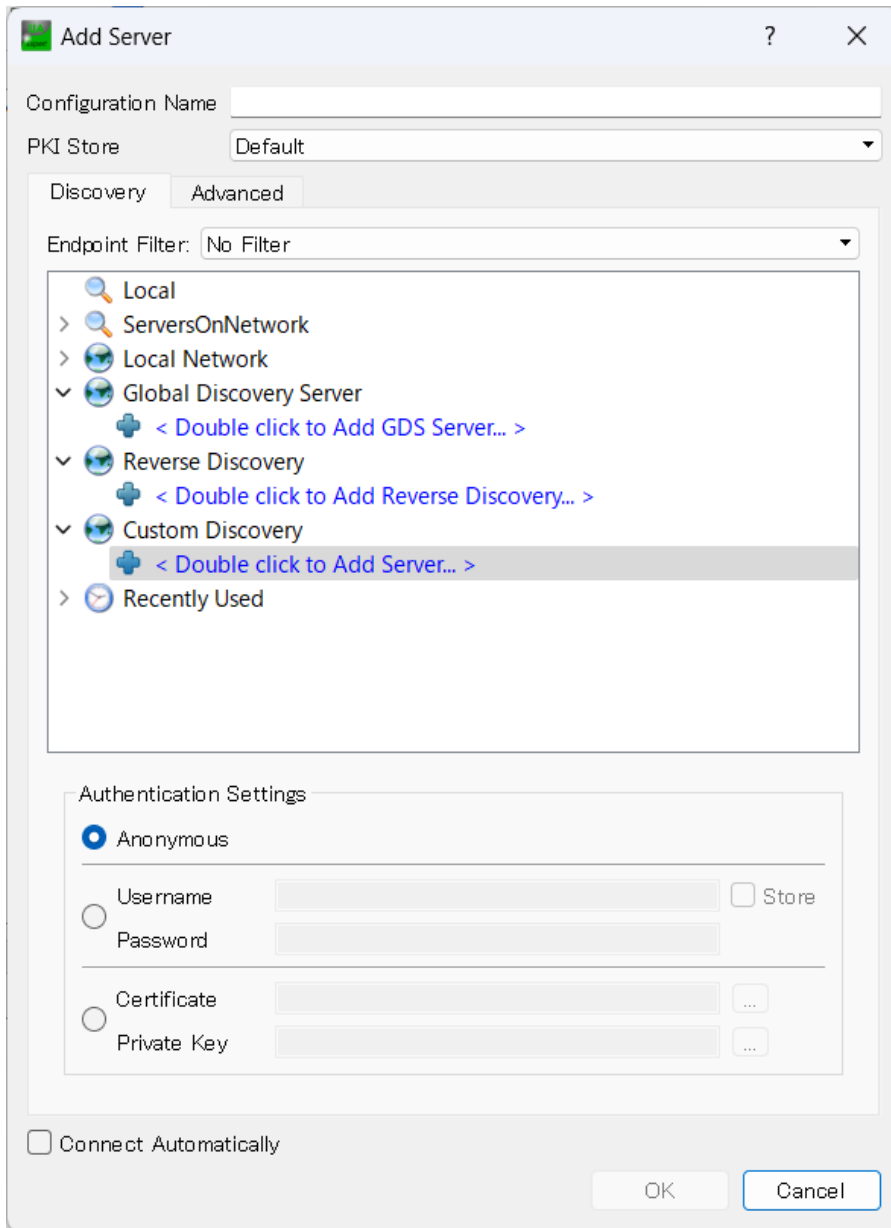 Add Server
?
Configuration Name
PKI Store Default
Discovery Advanced
Endpoint Filter: No Filter
Local
ServersOnNetwork
Local Network
Global Discovery Server
< Double click to Add GDS Server... >
Reverse Discovery
< Double click to Add Reverse Discovery... >
Custom Discovery
< Double click to Add Server... >
Recently Used
Authentication Settings
Anonymous
Username Store
Password
Certificate ...
Private Key ...
Connect Automatically
OK Cancel